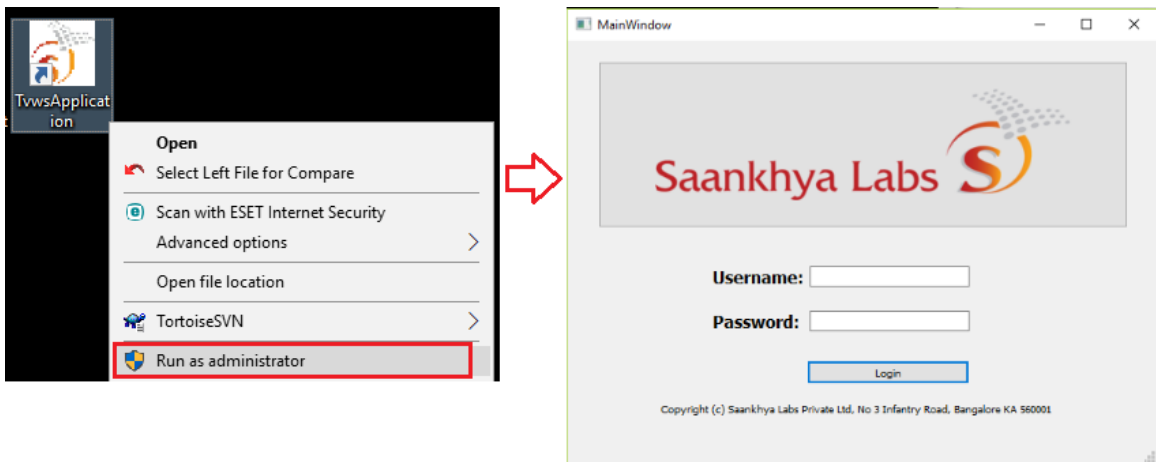 TvwsApplicat
ion
Open
Select Left File for Compare
Scan with ESET Internet Security
Advanced options
Open file location
TortoiseSVN
Run as administrator
MainWindow
Saankhya Labs
Username:
Password:
Login
Copyright (c) Saankhya Labs Private Ltd, No 3 Infantry Road, Bangalore KA 560001